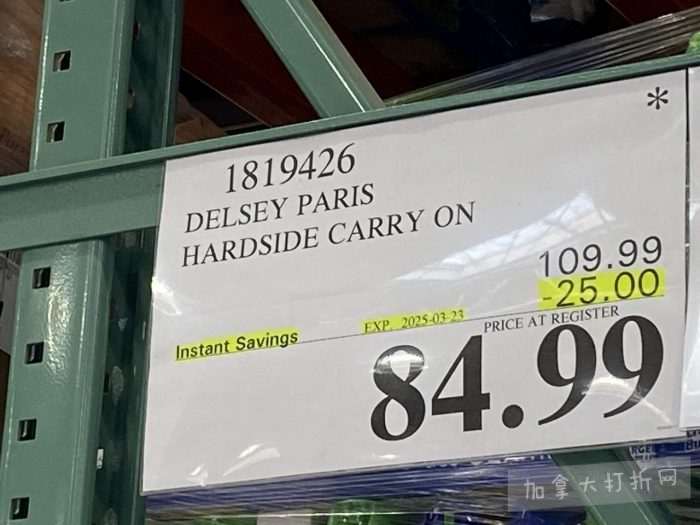 *
1819426
DELSEY PARIS
HARDSIDE CARRY ON
109.99
-25.00
Instant Savings EXP. 2025-03-23 PRICE AT REGISTER
84.99
加拿大打折网